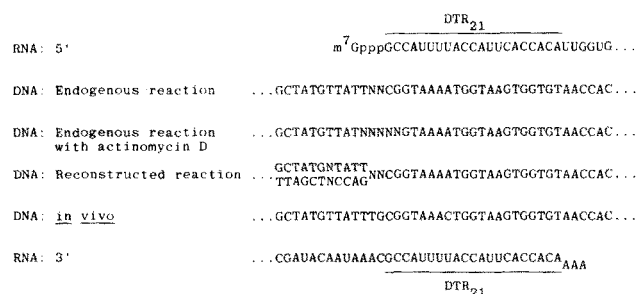 DTR21
RNA: 5' m7GpppGCCAUUUUACCAUUCACCACAUUGGUG...
DNA: Endogenous reaction ...GCTATGTTATTNNCGGTAAAATGGTAAGTGGTGTAACCAC...
DNA: Endogenous reaction ...GCTATGTTATNNNNNGTAAAATGGTAAGTGGTGTAACCAC...
with actinomycin D
GCTATGNTATT
DNA: Reconstructed reaction ...NNCGGTAAAATGGTAAGTGGTGTAACCAC...
TTAGCTNCCAG
DNA: in vivo ...GCTATGTTATTTGCGGTAAACTGGTAAGTGGTGTAACCAC...
RNA: 3' ...CGAUACAAUAAACGCCAUUUUACCAUUCACCACAAAA
DTR21